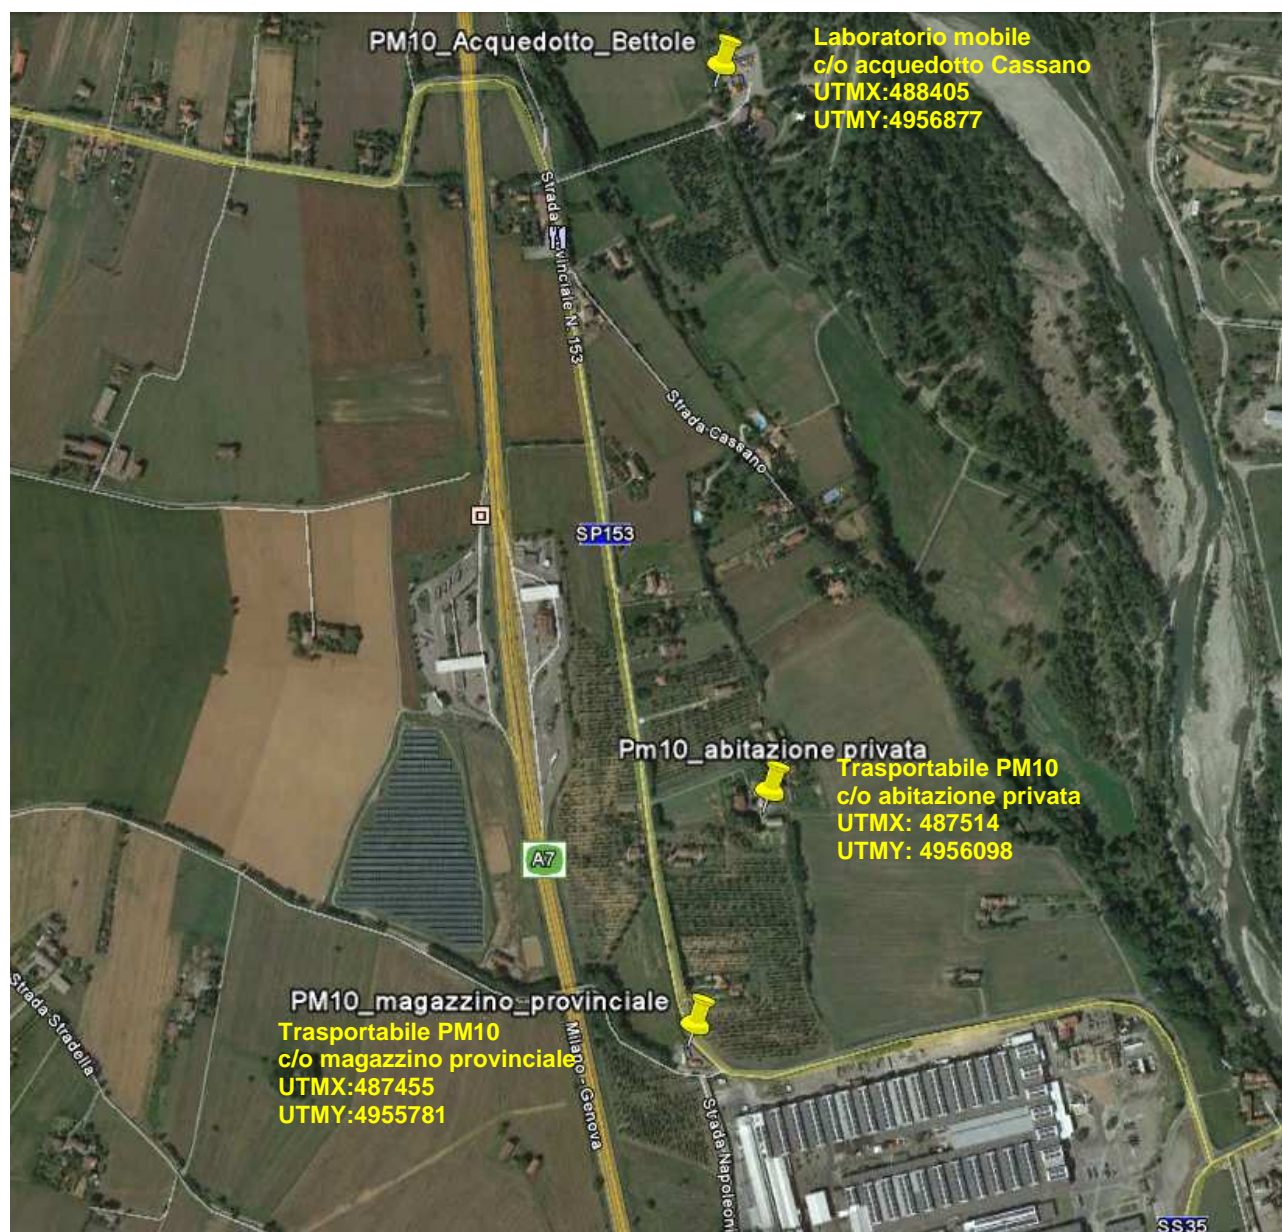 PM10_Acquedotto_Bettole
Laboratorio mobile
c/o acquedotto Cassano
UTMX:488405
UTMY:4956877
Strada
vinciale N. 153
Strada Cassano
SP153
Pm10_abitazione privata
Trasportabile PM10
c/o abitazione privata
UTMX: 487514
UTMY: 4956098
A7
PM10_magazzino_provinciale
Trasportabile PM10
c/o magazzino provinciale
UTMX:487455
UTMY:4955781
Strada Stradella
Milano - Genova
Strada Napoleoni
SS35